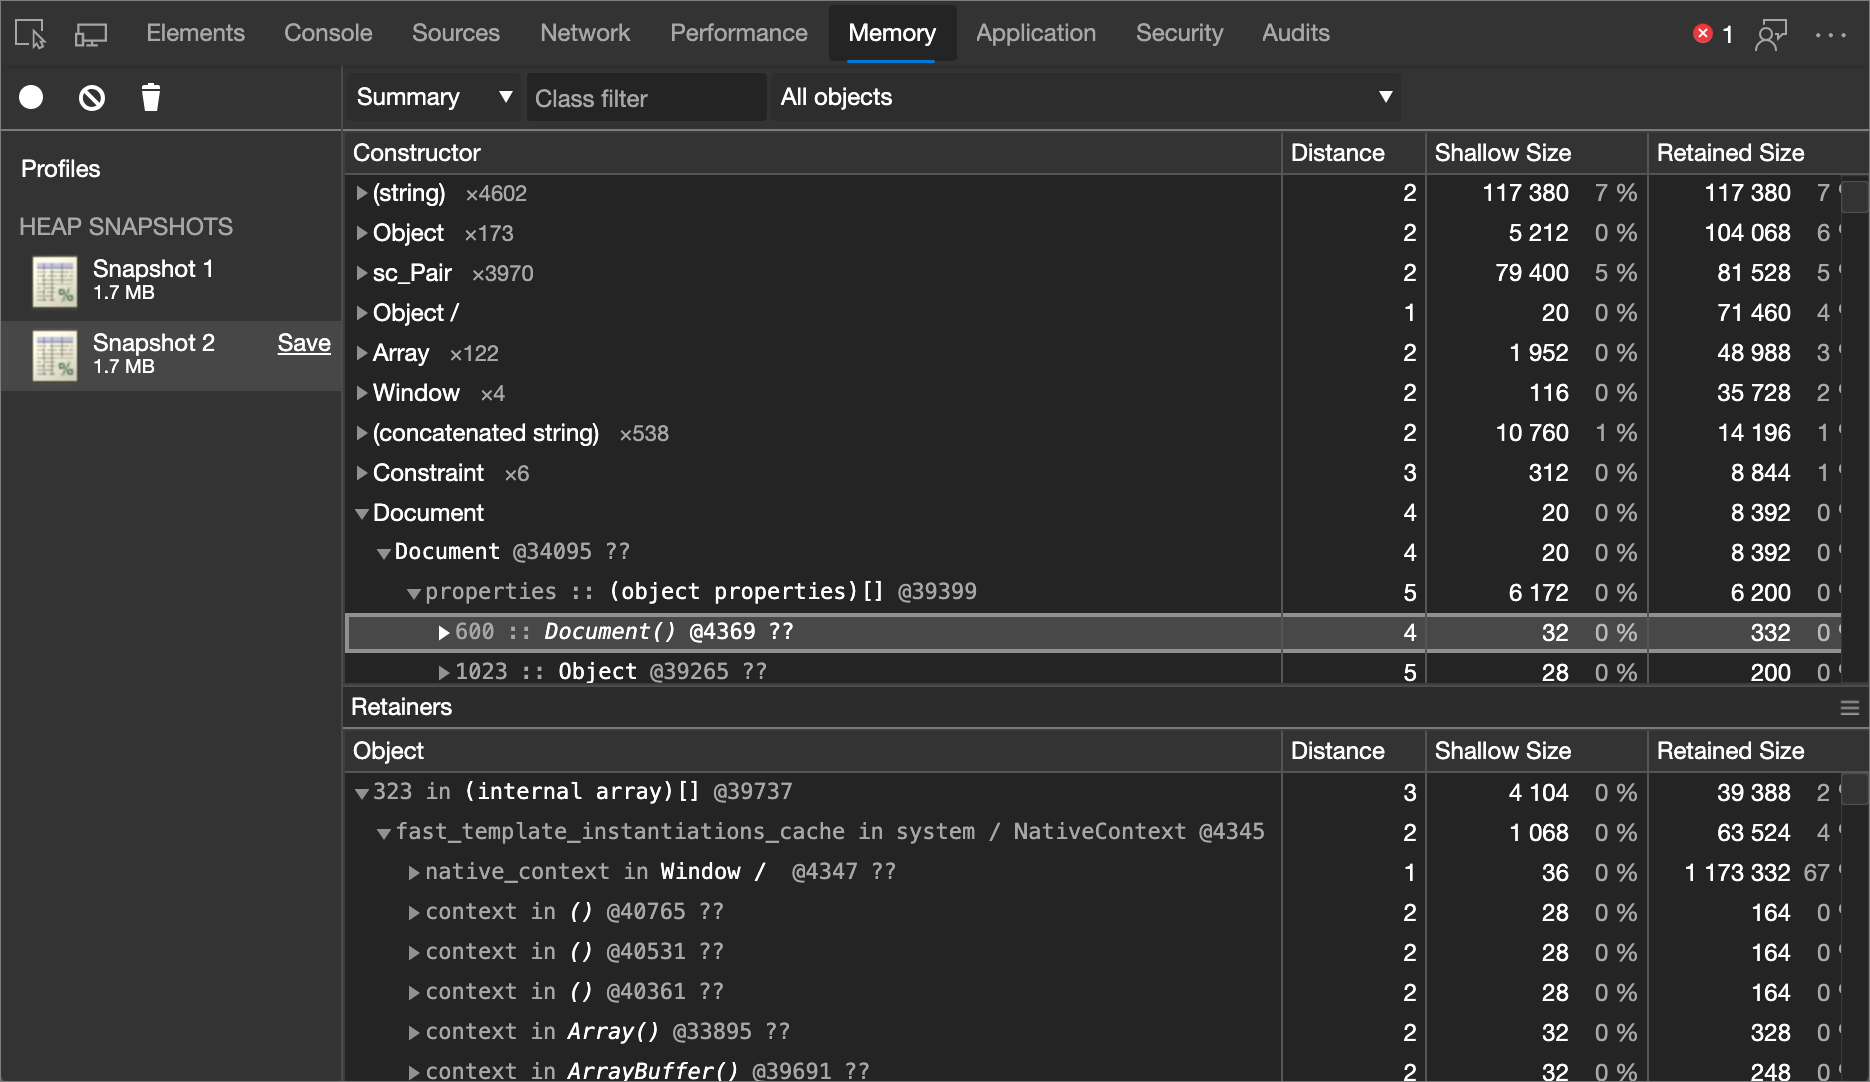 Elements Console Sources Network Performance Memory Application Security Audits 1
Summary Class filter All objects
Profiles
HEAP SNAPSHOTS
Snapshot 1
1.7 MB
Snapshot 2 Save
1.7 MB
Constructor Distance Shallow Size Retained Size
(string) ×4602 2 117 380 7 % 117 380 7
Object ×173 2 5 212 0 % 104 068 6
sc_Pair ×3970 2 79 400 5 % 81 528 5
Object / 1 20 0 % 71 460 4
Array ×122 2 1 952 0 % 48 988 3
Window ×4 2 116 0 % 35 728 2
(concatenated string) ×538 2 10 760 1 % 14 196 1
Constraint ×6 3 312 0 % 8 844 1
Document 4 20 0 % 8 392 0
Document @34095 ?? 4 20 0 % 8 392 0
properties :: (object properties)[] @39399 5 6 172 0 % 6 200 0
600 :: Document() @4369 ?? 4 32 0 % 332 0
1023 :: Object @39265 ?? 5 28 0 % 200 0
Retainers
Object Distance Shallow Size Retained Size
323 in (internal array)[] @39737 3 4 104 0 % 39 388 2
fast_template_instantiations_cache in system / NativeContext @4345 2 1 068 0 % 63 524 4
native_context in Window / @4347 ?? 1 36 0 % 1 173 332 67
context in () @40765 ?? 2 28 0 % 164 0
context in () @40531 ?? 2 28 0 % 164 0
context in () @40361 ?? 2 28 0 % 164 0
context in Array() @33895 ?? 2 32 0 % 328 0
context in ArrayBuffer() @39691 ?? 2 32 0 % 248 0